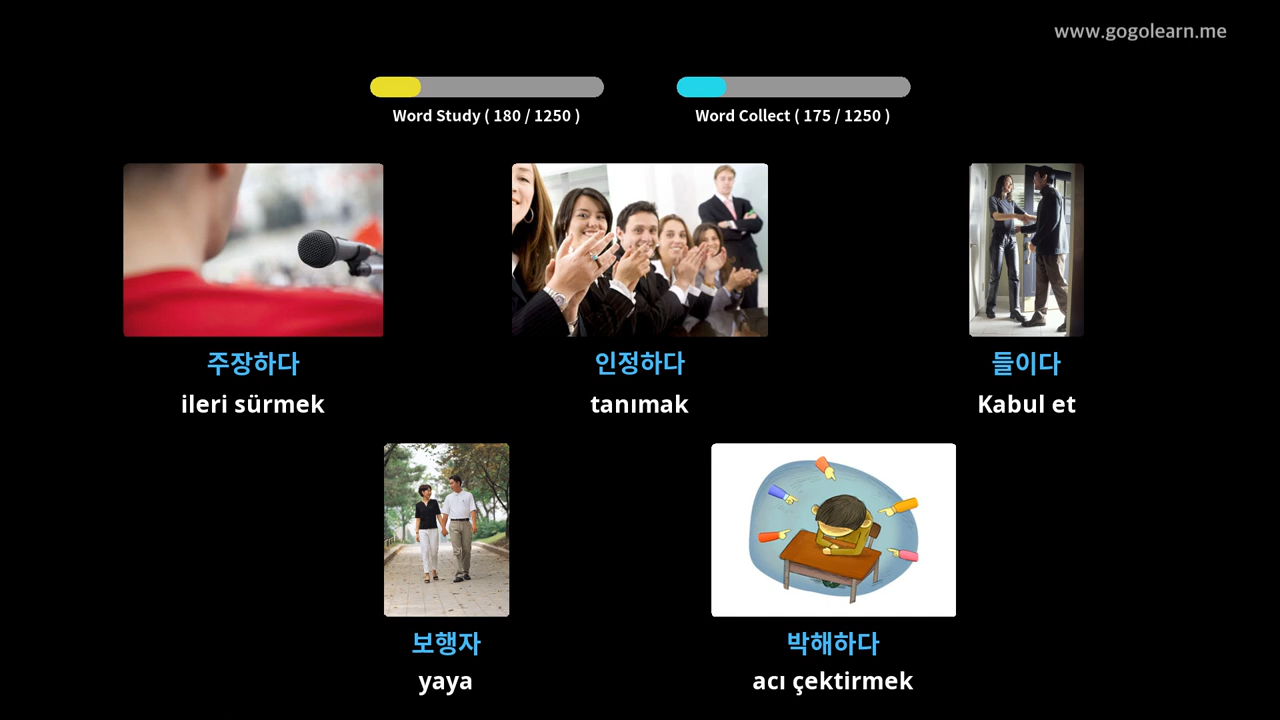 www.gogolearn.me
Word Study ( 180 / 1250 )
Word Collect ( 175 / 1250 )
주장하다
ileri sürmek
인정하다
tanımak
들이다
Kabul et
보행자
yaya
박해하다
acı çektirmek